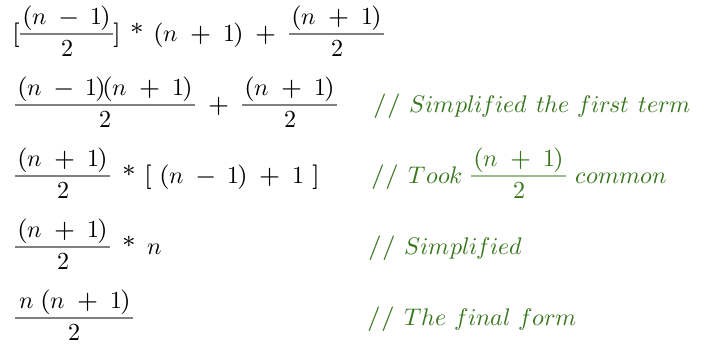 [(n − 1)/2] * (n + 1) + (n + 1)/2
(n − 1)(n + 1)/2 + (n + 1)/2 // Simplified the first term
(n + 1)/2 * [ (n − 1) + 1 ] // Took (n + 1)/2 common
(n + 1)/2 * n // Simplified
n (n + 1)/2 // The final form